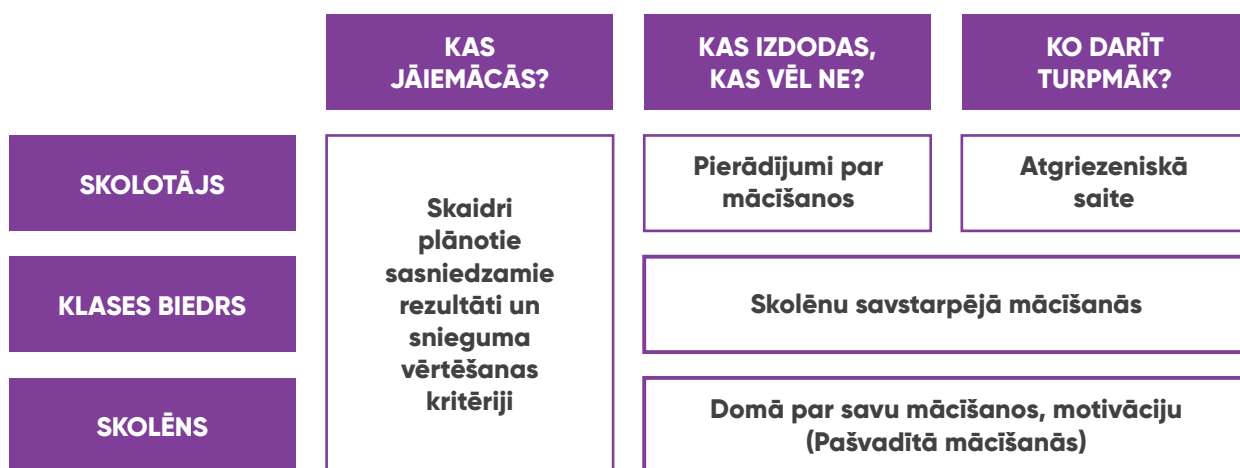 KAS
JĀIEMĀCĀS?
KAS IZDODAS,
KAS VĒL NE?
KO DARĪT
TURPMĀK?
SKOLOTĀJS
Skaidri
plānotie
sasniedzamie
rezultāti un
snieguma
vērtēšanas
kritēriji
Pierādījumi par
mācīšanos
Atgriezeniskā
saite
KLASES BIEDRS
Skolēnu savstarpējā mācīšanās
SKOLĒNS
Domā par savu mācīšanos, motivāciju
(Pašvadītā mācīšanās)